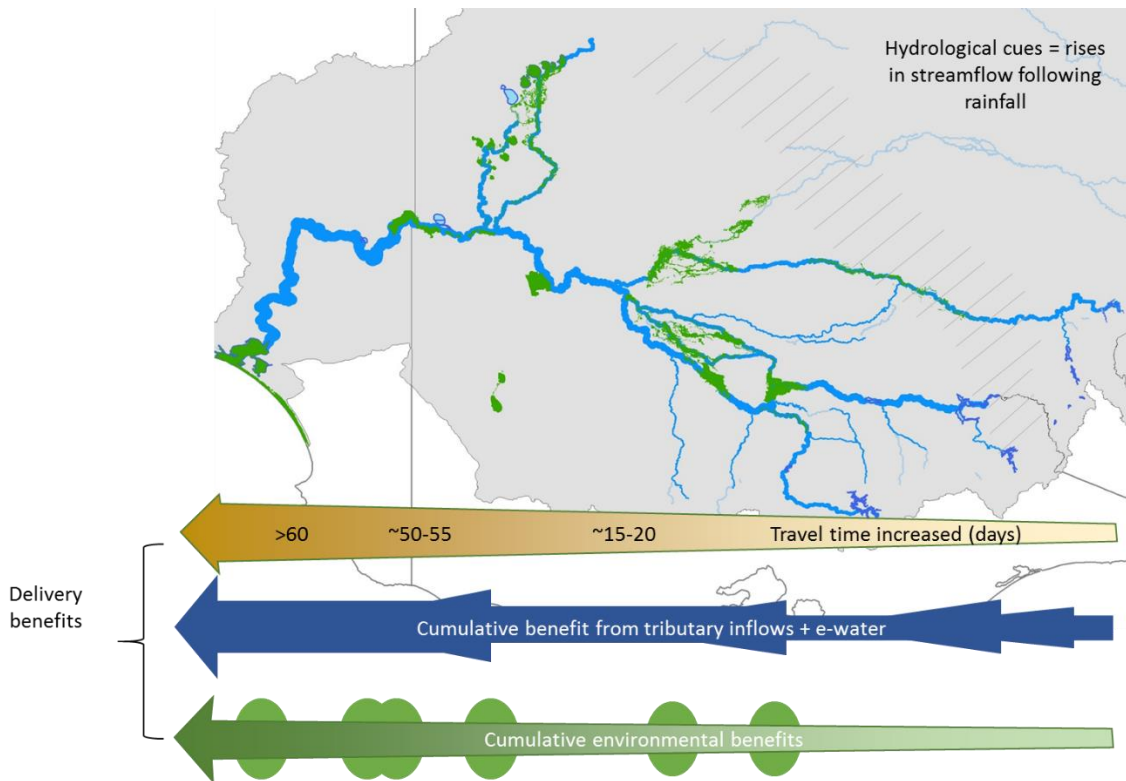 Hydrological cues = rises
in streamflow following
rainfall
>60
~50-55
~15-20
Travel time increased (days)
Delivery
benefits
Cumulative benefit from tributary inflows + e-water
Cumulative environmental benefits